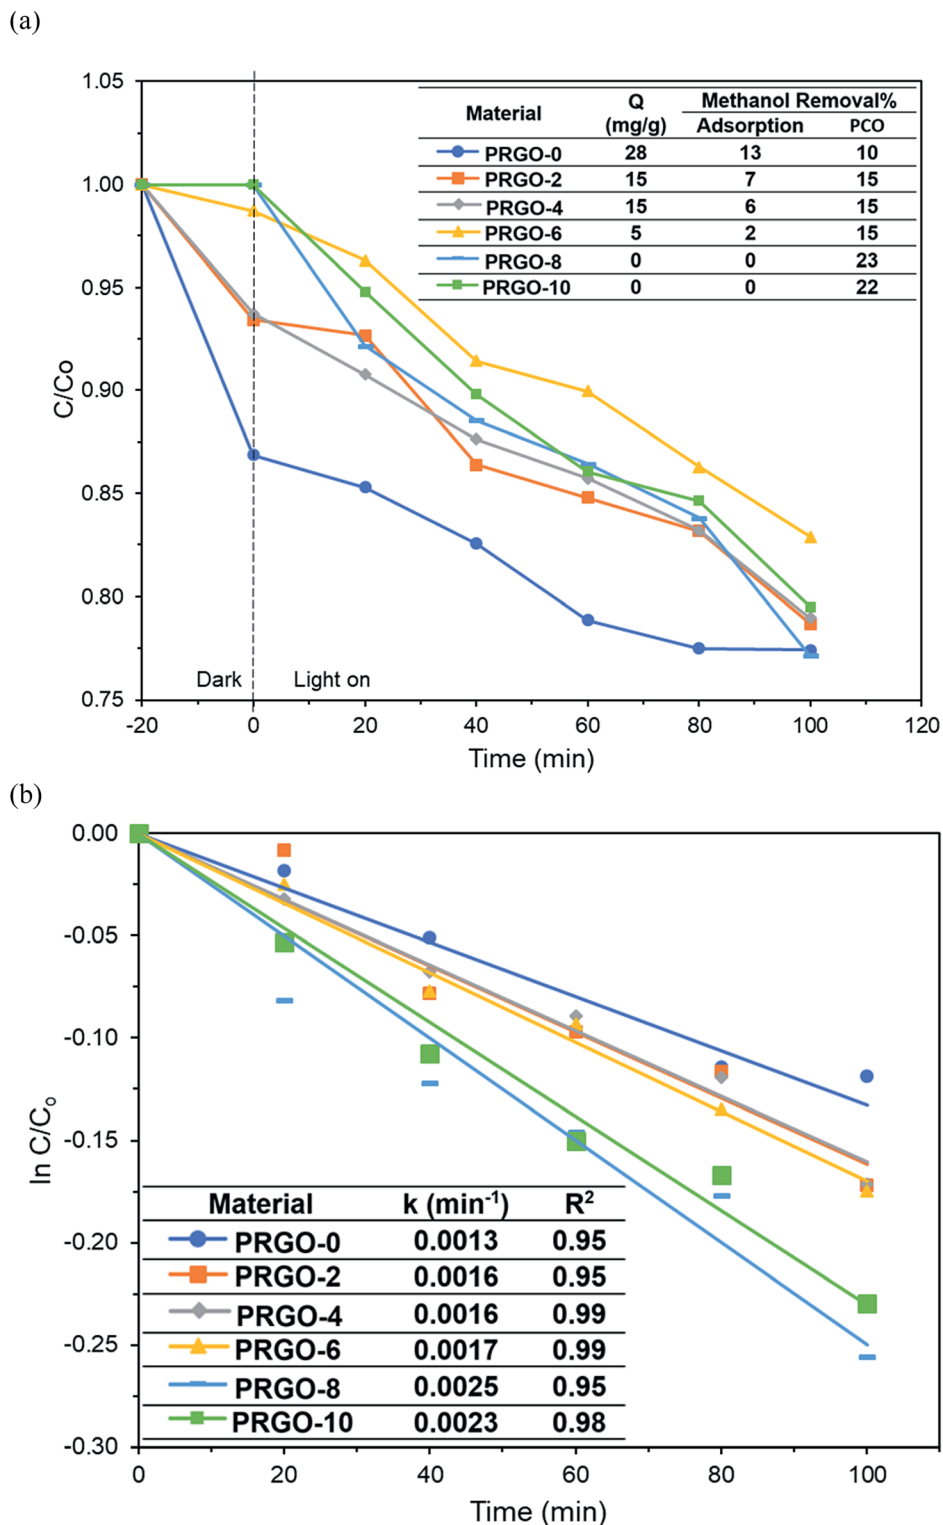 (a)
1.05
1.00
0.95
0.90
0.85
0.80
0.75
C/Co
Material Q (mg/g) Methanol Removal%
Adsorption PCO
PRGO-0 28 13 10
PRGO-2 15 7 15
PRGO-4 15 6 15
PRGO-6 5 2 15
PRGO-8 0 0 23
PRGO-10 0 0 22
Dark Light on
-20 0 20 40 60 80 100 120
Time (min)
(b)
0.00
-0.05
-0.10
-0.15
-0.20
-0.25
-0.30
ln C/Co
Material k (min-1) R2
PRGO-0 0.0013 0.95
PRGO-2 0.0016 0.95
PRGO-4 0.0016 0.99
PRGO-6 0.0017 0.99
PRGO-8 0.0025 0.95
PRGO-10 0.0023 0.98
0 20 40 60 80 100
Time (min)